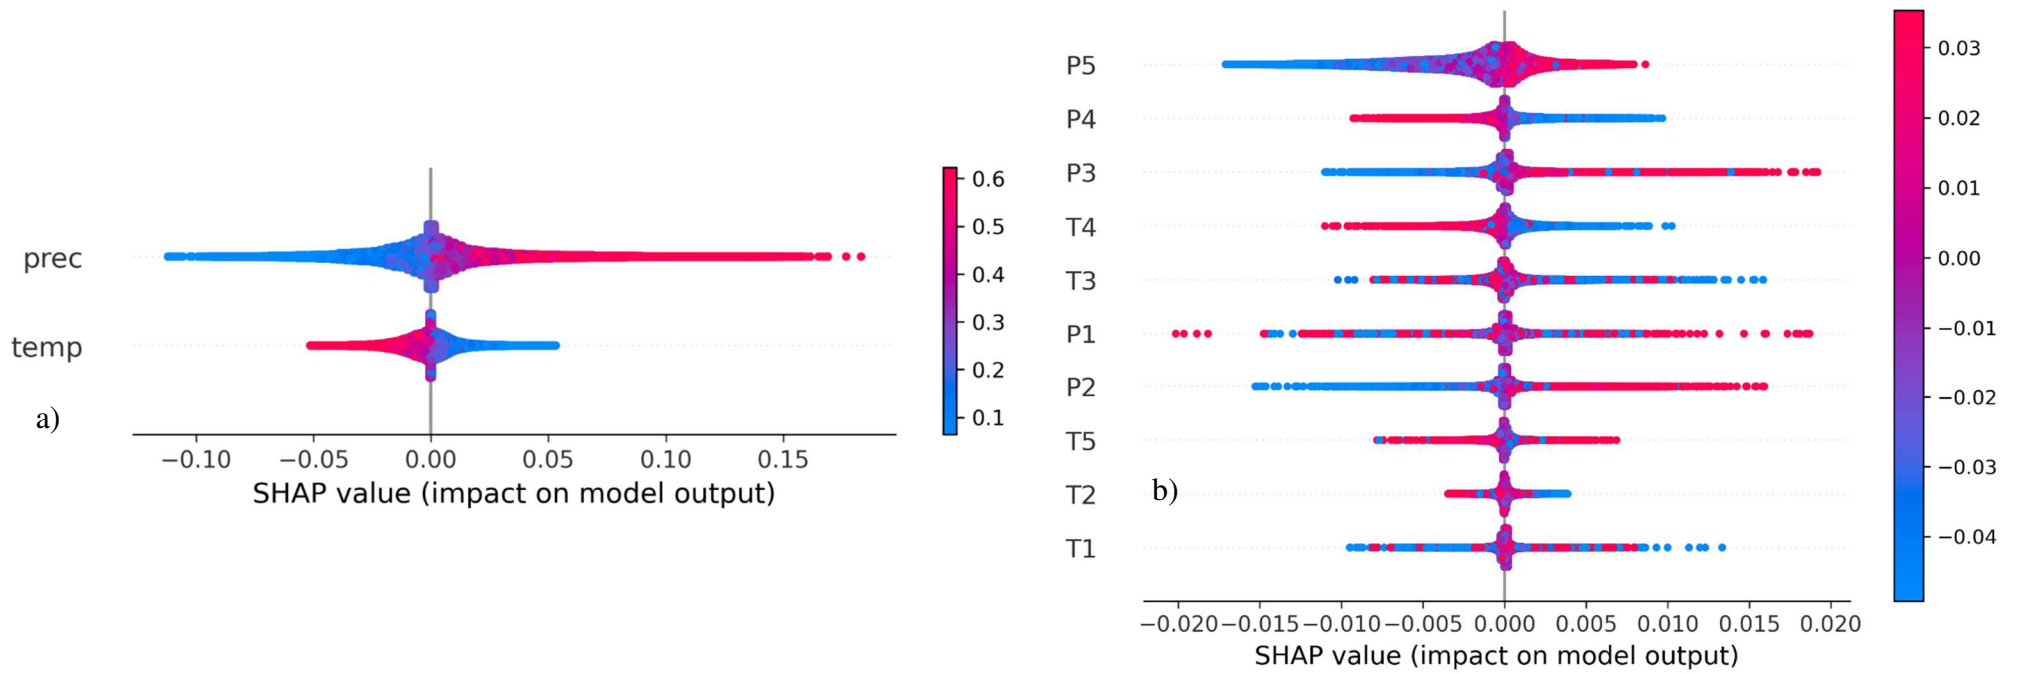 prec
temp
a)
0.6
0.5
0.4
0.3
0.2
0.1
−0.10 −0.05 0.00 0.05 0.10 0.15
SHAP value (impact on model output)
P5
P4
P3
T4
T3
P1
P2
T5
T2
T1
b)
0.03
0.02
0.01
0.00
−0.01
−0.02
−0.03
−0.04
−0.020 −0.015 −0.010 −0.005 0.000 0.005 0.010 0.015 0.020
SHAP value (impact on model output)